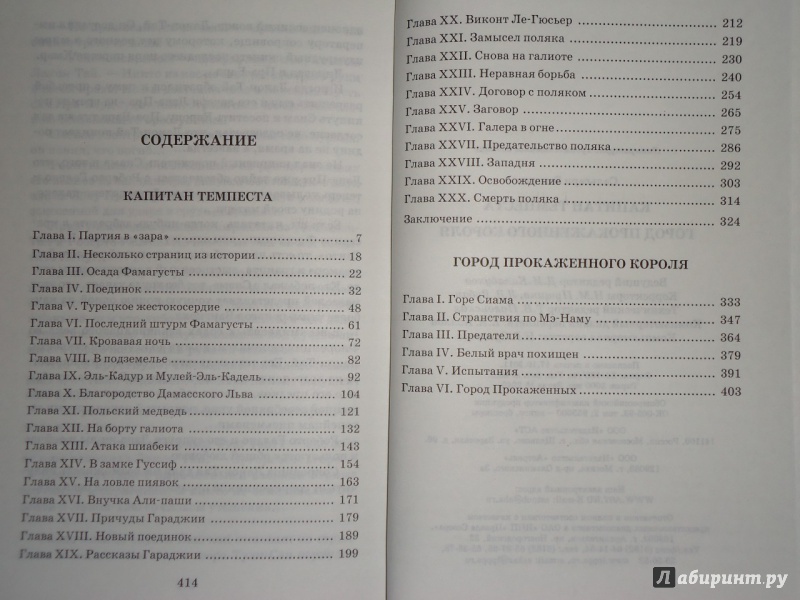 СОДЕРЖАНИЕ
КАПИТАН ТЕМПЕСТА
Глава I. Партия в «зара» 7
Глава II. Несколько страниц из истории 18
Глава III. Осада Фамагусты 22
Глава IV. Поединок 32
Глава V. Турецкое жестокосердие 48
Глава VI. Последний штурм Фамагусты 61
Глава VII. Кровавая ночь 72
Глава VIII. В подземелье 82
Глава IX. Эль-Кадур и Мулей-Эль-Кадель 92
Глава X. Благородство Дамасского Льва 104
Глава XI. Польский медведь 121
Глава XII. На борту галиота 132
Глава XIII. Атака шиабеки 143
Глава XIV. В замке Гуссиф 154
Глава XV. На ловле пиявок 163
Глава XVI. Внучка Али-паши 171
Глава XVII. Причуды Гараджии 179
Глава XVIII. Новый поединок 189
Глава XIX. Рассказы Гараджии 199
414
Глава XX. Виконт Ле-Гюсьер 212
Глава XXI. Замысел поляка 219
Глава XXII. Снова на галиоте 230
Глава XXIII. Неравная борьба 240
Глава XXIV. Договор с поляком 254
Глава XXV. Заговор 265
Глава XXVI. Галера в огне 275
Глава XXVII. Предательство поляка 286
Глава XXVIII. Западня 292
Глава XXIX. Освобождение 303
Глава XXX. Смерть поляка 314
Заключение 324
ГОРОД ПРОКАЖЕННОГО КОРОЛЯ
Глава I. Горе Сиама 333
Глава II. Странствия по Мэ-Наму 347
Глава III. Предатели 364
Глава IV. Белый врач похищен 379
Глава V. Испытания 391
Глава VI. Город Прокаженных 403
Лабиринт.ру